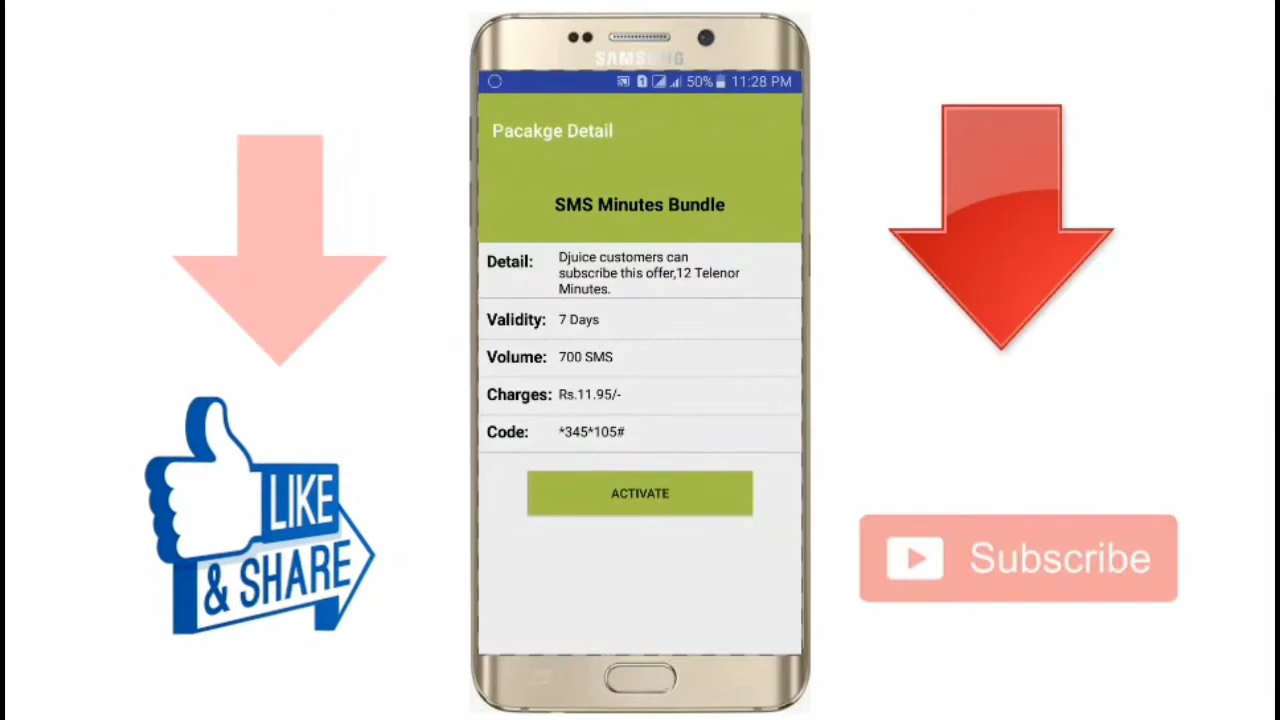 SAMSUNG
50% 11:28 PM
Pacakge Detail
SMS Minutes Bundle
Detail: Djuice customers can
subscribe this offer,12 Telenor
Minutes.
Validity: 7 Days
Volume: 700 SMS
Charges: Rs.11.95/-
Code: *345*105#
ACTIVATE
LIKE
& SHARE
Subscribe